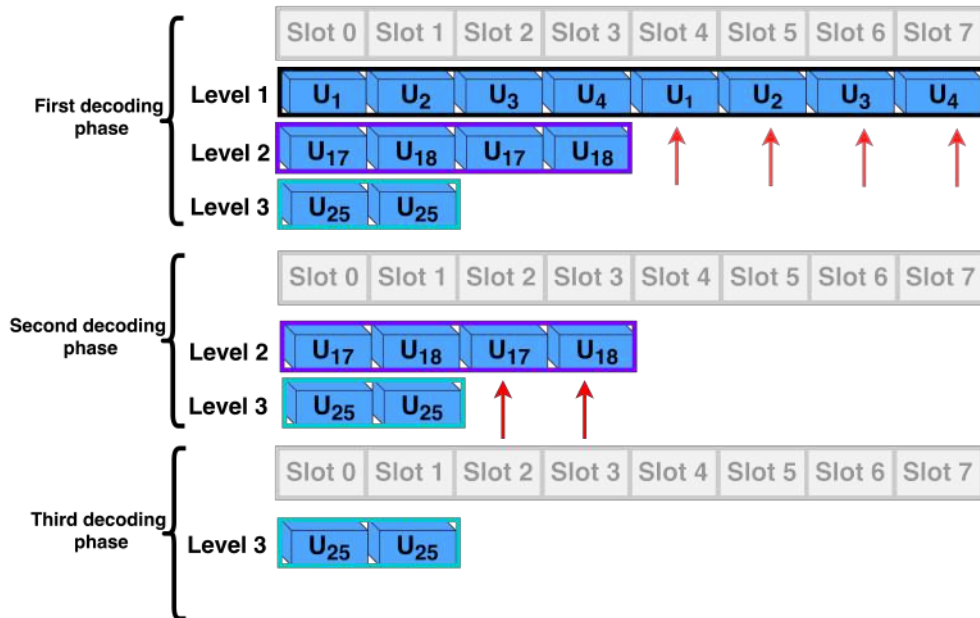 Slot 0 Slot 1 Slot 2 Slot 3 Slot 4 Slot 5 Slot 6 Slot 7
First decoding
phase
Level 1 U1 U2 U3 U4 U1 U2 U3 U4
Level 2 U17 U18 U17 U18
Level 3 U25 U25
Slot 0 Slot 1 Slot 2 Slot 3 Slot 4 Slot 5 Slot 6 Slot 7
Second decoding
phase
Level 2 U17 U18 U17 U18
Level 3 U25 U25
Slot 0 Slot 1 Slot 2 Slot 3 Slot 4 Slot 5 Slot 6 Slot 7
Third decoding
phase
Level 3 U25 U25